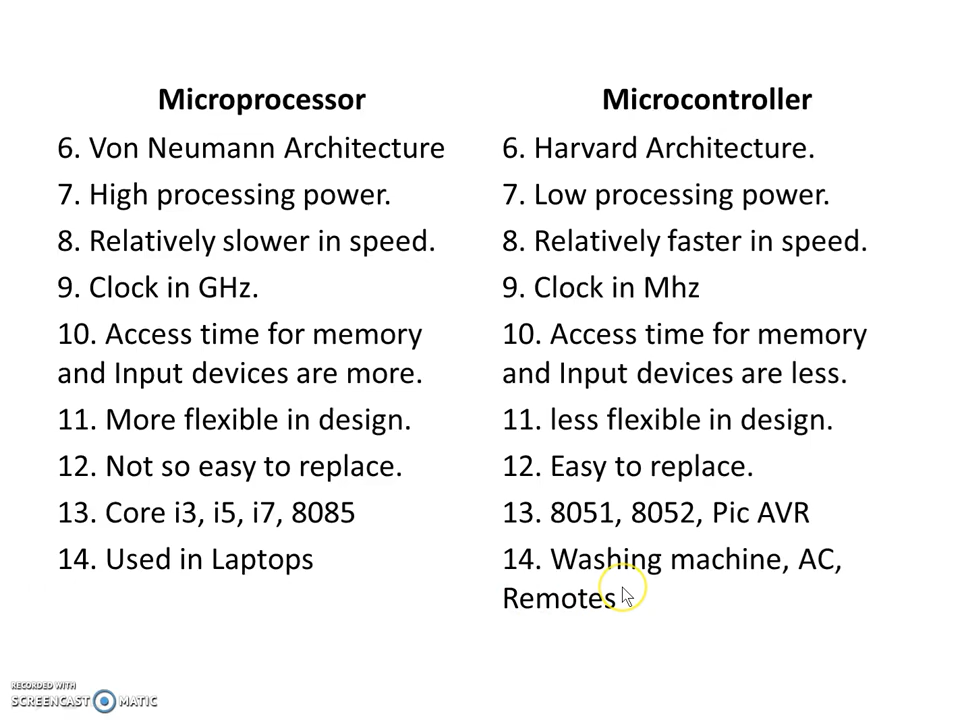 Microprocessor
6. Von Neumann Architecture
7. High processing power.
8. Relatively slower in speed.
9. Clock in GHz.
10. Access time for memory
and Input devices are more.
11. More flexible in design.
12. Not so easy to replace.
13. Core i3, i5, i7, 8085
14. Used in Laptops
Microcontroller
6. Harvard Architecture.
7. Low processing power.
8. Relatively faster in speed.
9. Clock in Mhz
10. Access time for memory
and Input devices are less.
11. less flexible in design.
12. Easy to replace.
13. 8051, 8052, Pic AVR
14. Washing machine, AC,
Remotes
RECORDED WITH
SCREENCAST MATIC